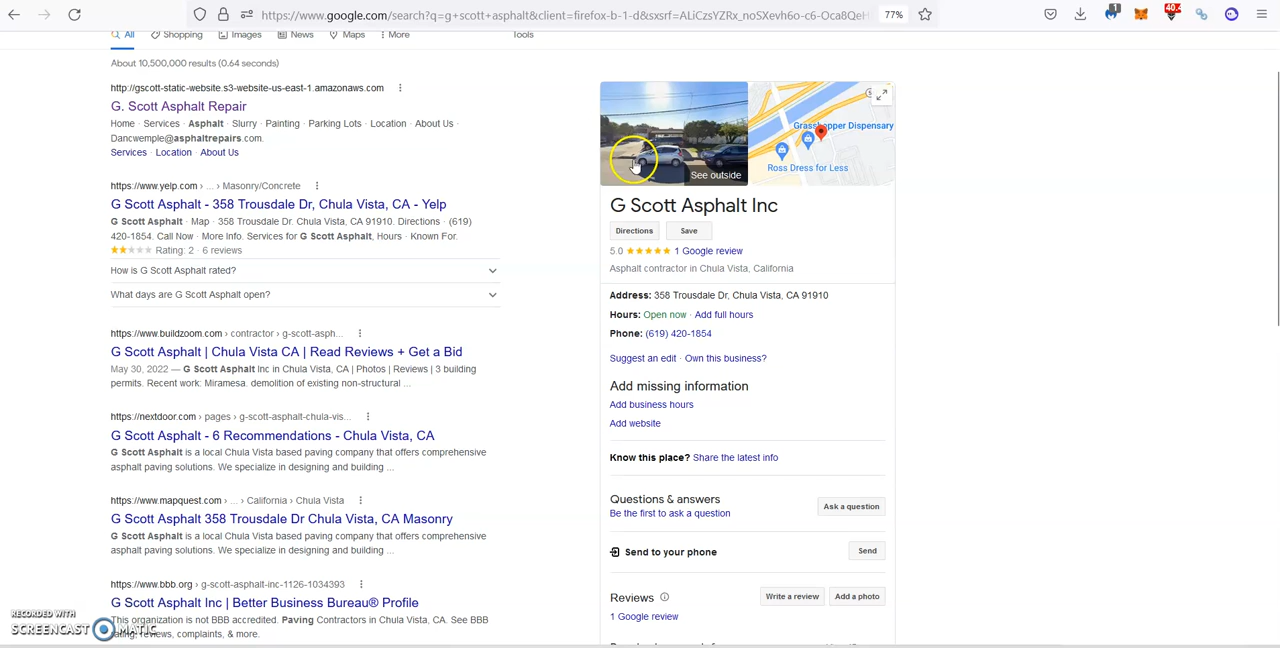 https://www.google.com/search?q=g+scott+asphalt&client=firefox-b-1-d&sxsrf=ALiCzsYZRx_noSXevh6o-c6-Oca8QeH
77%
1
40.
All Shopping Images News Maps More Tools
About 10,500,000 results (0.64 seconds)
http://gscott-static-website.s3-website-us-east-1.amazonaws.com
G. Scott Asphalt Repair
Home · Services · Asphalt · Slurry · Painting · Parking Lots · Location · About Us ·
Dancwemple@asphaltrepairs.com.
Services · Location · About Us
https://www.yelp.com › ... › Masonry/Concrete
G Scott Asphalt - 358 Trousdale Dr, Chula Vista, CA - Yelp
G Scott Asphalt · Map · 358 Trousdale Dr. Chula Vista, CA 91910. Directions · (619)
420-1854. Call Now · More Info. Services for G Scott Asphalt, Hours · Known For.
Rating: 2 · 6 reviews
How is G Scott Asphalt rated?
What days are G Scott Asphalt open?
https://www.buildzoom.com › contractor › g-scott-asph...
G Scott Asphalt | Chula Vista CA | Read Reviews + Get a Bid
May 30, 2022 — G Scott Asphalt Inc in Chula Vista, CA | Photos | Reviews | 3 building
permits. Recent work: Miramesa. demolition of existing non-structural ...
https://nextdoor.com › pages › g-scott-asphalt-chula-vis...
G Scott Asphalt - 6 Recommendations - Chula Vista, CA
G Scott Asphalt is a local Chula Vista based paving company that offers comprehensive
asphalt paving solutions. We specialize in designing and building ...
https://www.mapquest.com › ... › California › Chula Vista
G Scott Asphalt 358 Trousdale Dr Chula Vista, CA Masonry
G Scott Asphalt is a local Chula Vista based paving company that offers comprehensive
asphalt paving solutions. We specialize in designing and building ...
https://www.bbb.org › g-scott-asphalt-inc-1126-1034393
G Scott Asphalt Inc | Better Business Bureau® Profile
This organization is not BBB accredited. Paving Contractors in Chula Vista, CA. See BBB
rating, reviews, complaints, & more.
RECORDED WITH
SCREENCAST MATIC
See outside
Grasshopper Dispensary
Ross Dress for Less
G Scott Asphalt Inc
Directions Save
5.0 1 Google review
Asphalt contractor in Chula Vista, California
Address: 358 Trousdale Dr, Chula Vista, CA 91910
Hours: Open now · Add full hours
Phone: (619) 420-1854
Suggest an edit · Own this business?
Add missing information
Add business hours
Add website
Know this place? Share the latest info
Questions & answers
Be the first to ask a question
Ask a question
Send to your phone
Send
Reviews
Write a review Add a photo
1 Google review